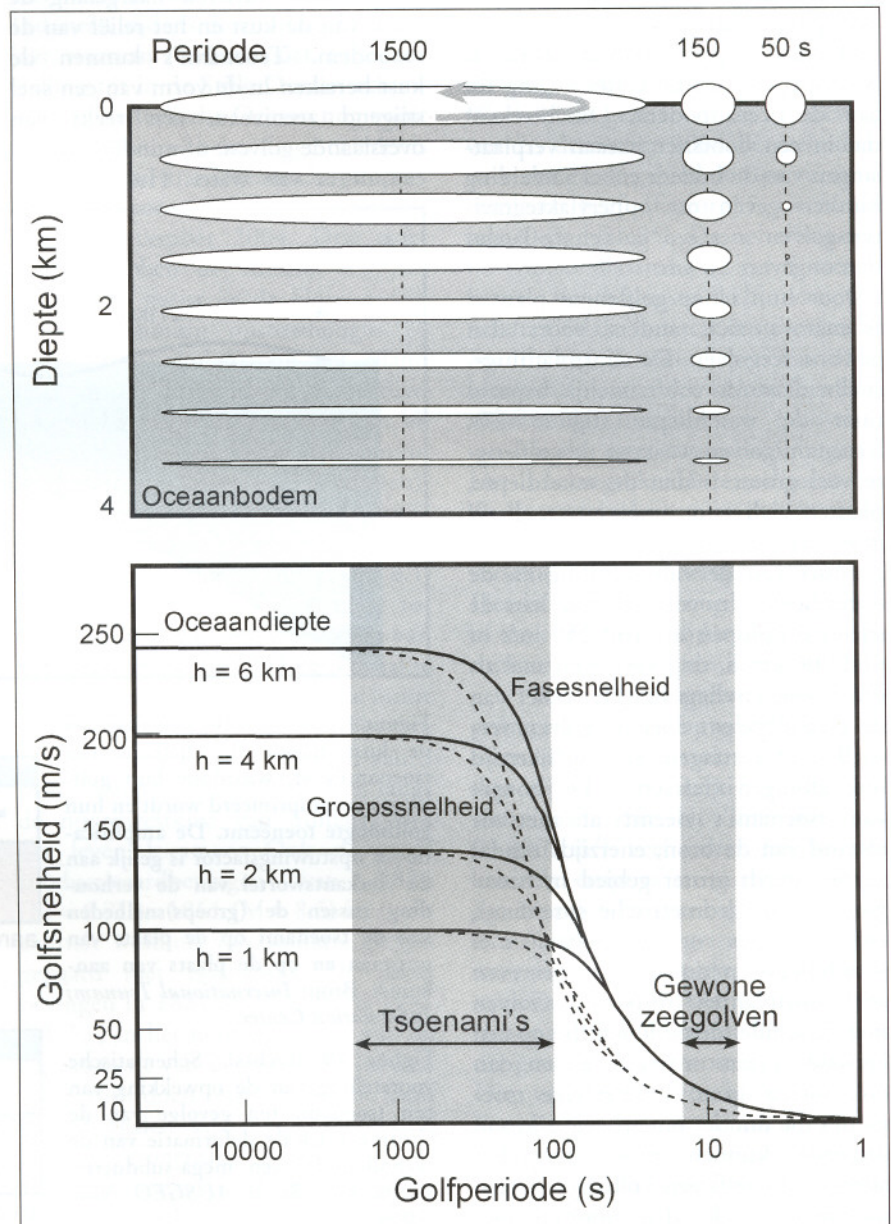 Periode 1500 150 50 s
0
Diepte (km)
2
Oceaanbodem
4
Oceaandiepte
250
h = 6 km
Fasesnelheid
200
h = 4 km
Groepssnelheid
150
h = 2 km
Golfsnelheid (m/s)
100
h = 1 km
Gewone
zeegolven
Tsoenami's
50
25
10
10000 1000 100 10 1
Golfperiode (s)